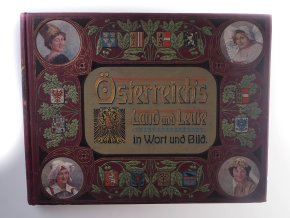 Österreichs
Land und Leute
in Wort und Bild.